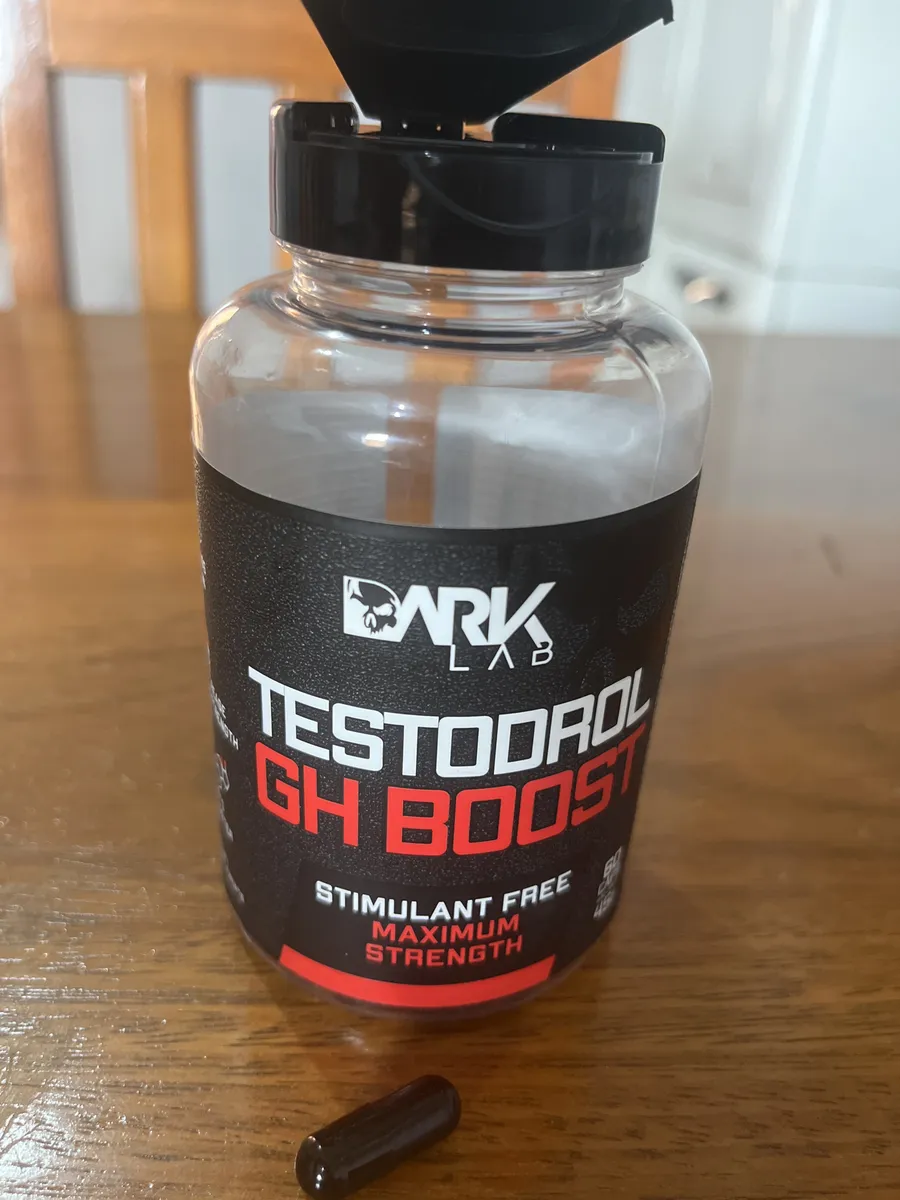 DARK
LAB
TESTODROL
GH BOOST
STIMULANT FREE
MAXIMUM
STRENGTH